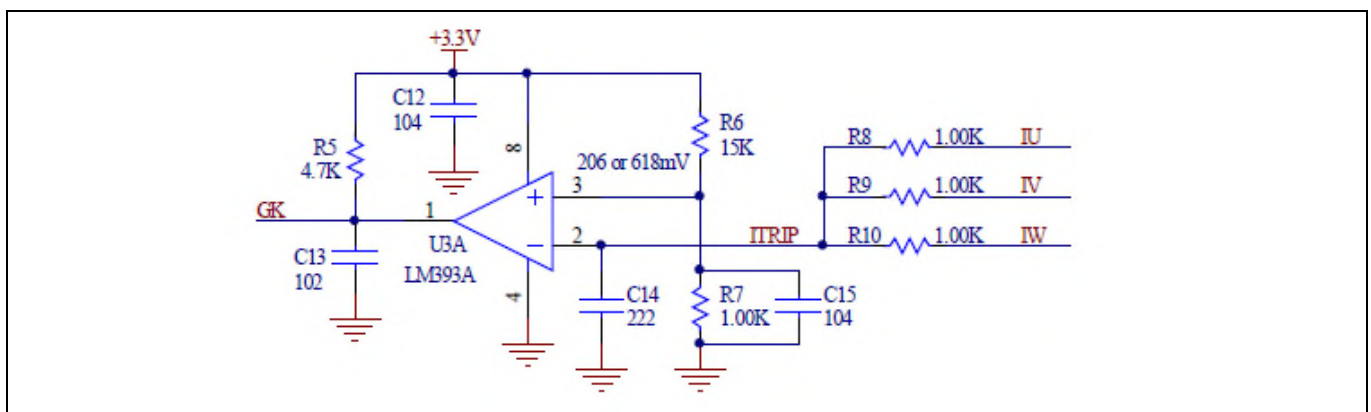 +3.3V
C12
104
R6
15K
R8
1.00K
IU
R5
4.7K
8
206 or 618mV
3
R9
1.00K
IV
GK
1
+
2
ITRIP
R10
1.00K
IW
U3A
−
C13
102
LM393A
4
C14
222
R7
1.00K
C15
104